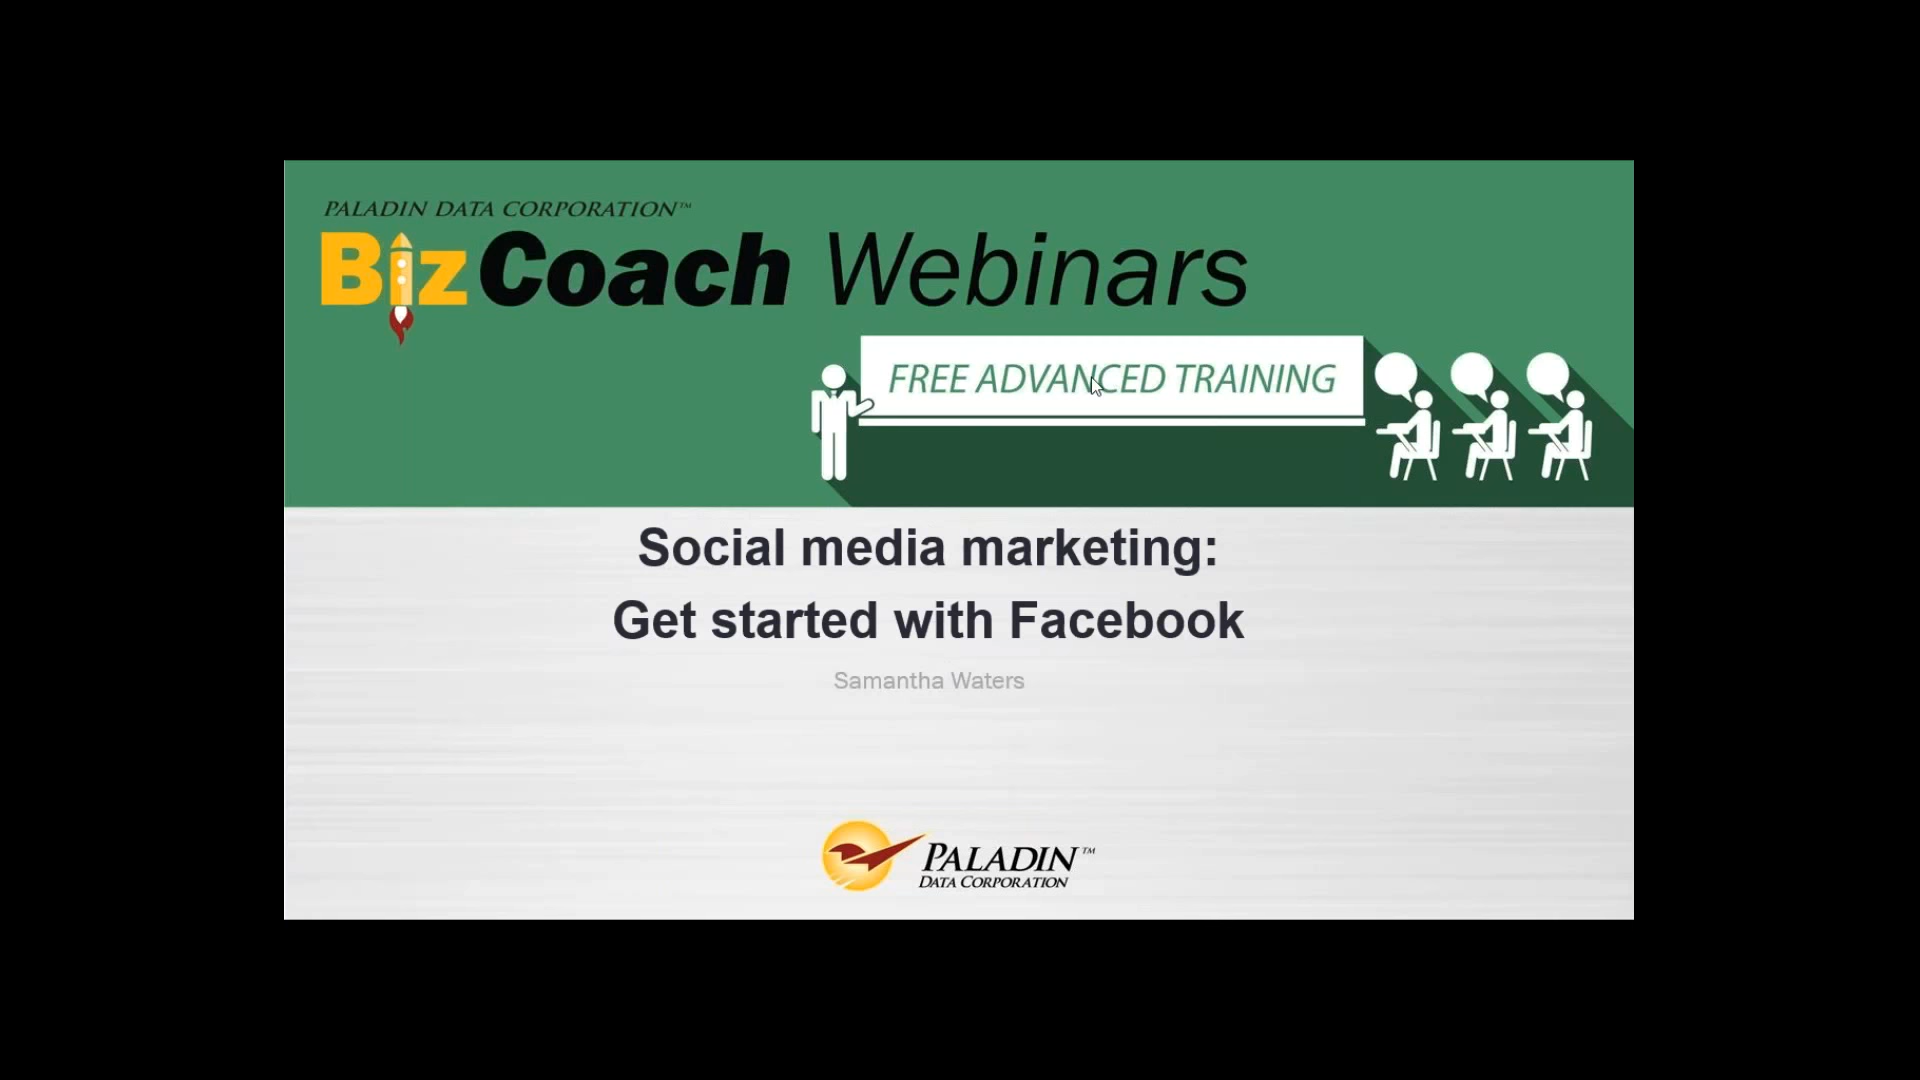 PALADIN DATA CORPORATION™
BizCoach Webinars
FREE ADVANCED TRAINING
Social media marketing:
Get started with Facebook
Samantha Waters
PALADIN™
DATA CORPORATION